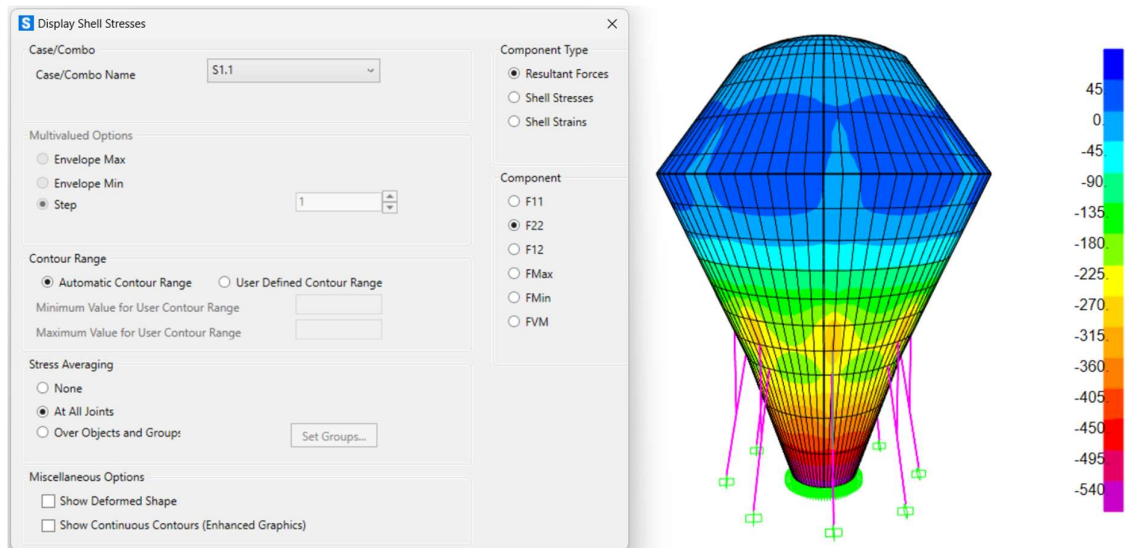 S Display Shell Stresses
Case/Combo
Case/Combo Name S1.1
Multivalued Options
Envelope Max
Envelope Min
Step 1
Contour Range
Automatic Contour Range User Defined Contour Range
Minimum Value for User Contour Range
Maximum Value for User Contour Range
Stress Averaging
None
At All Joints
Over Objects and Groups
Set Groups...
Miscellaneous Options
Show Deformed Shape
Show Continuous Contours (Enhanced Graphics)
Component Type
Resultant Forces
Shell Stresses
Shell Strains
Component
F11
F22
F12
FMax
FMin
FVM
45.
0.
-45.
-90.
-135.
-180.
-225.
-270.
-315.
-360.
-405.
-450.
-495.
-540.